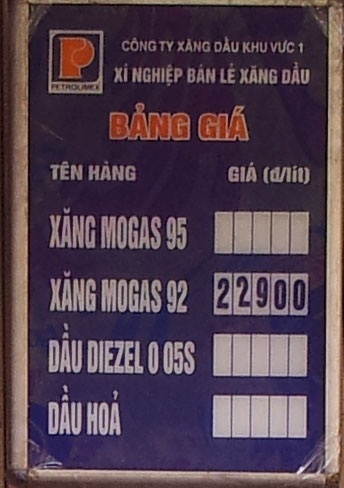 CÔNG TY XĂNG DẦU KHU VỰC 1
XÍ NGHIỆP BÁN LẺ XĂNG DẦU
PETROLIMEX
BẢNG GIÁ
TÊN HÀNG GIÁ (đ/lít)
XĂNG MOGAS 95
XĂNG MOGAS 92 22900
DẦU DIEZEL 0 05S
DẦU HOẢ